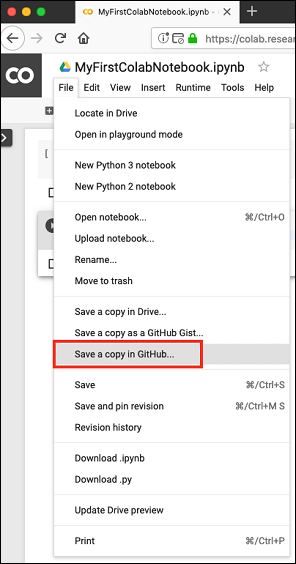 MyFirstColabNotebook.ipynb -
https://colab.resear
CO
MyFirstColabNotebook.ipynb
File Edit View Insert Runtime Tools Help
Locate in Drive
Open in playground mode
New Python 3 notebook
New Python 2 notebook
Open notebook... ⌘/Ctrl+O
Upload notebook...
Rename...
Move to trash
Save a copy in Drive...
Save a copy as a GitHub Gist...
Save a copy in GitHub...
Save ⌘/Ctrl+S
Save and pin revision ⌘/Ctrl+M S
Revision history
Download .ipynb
Download .py
Update Drive preview
Print ⌘/Ctrl+P